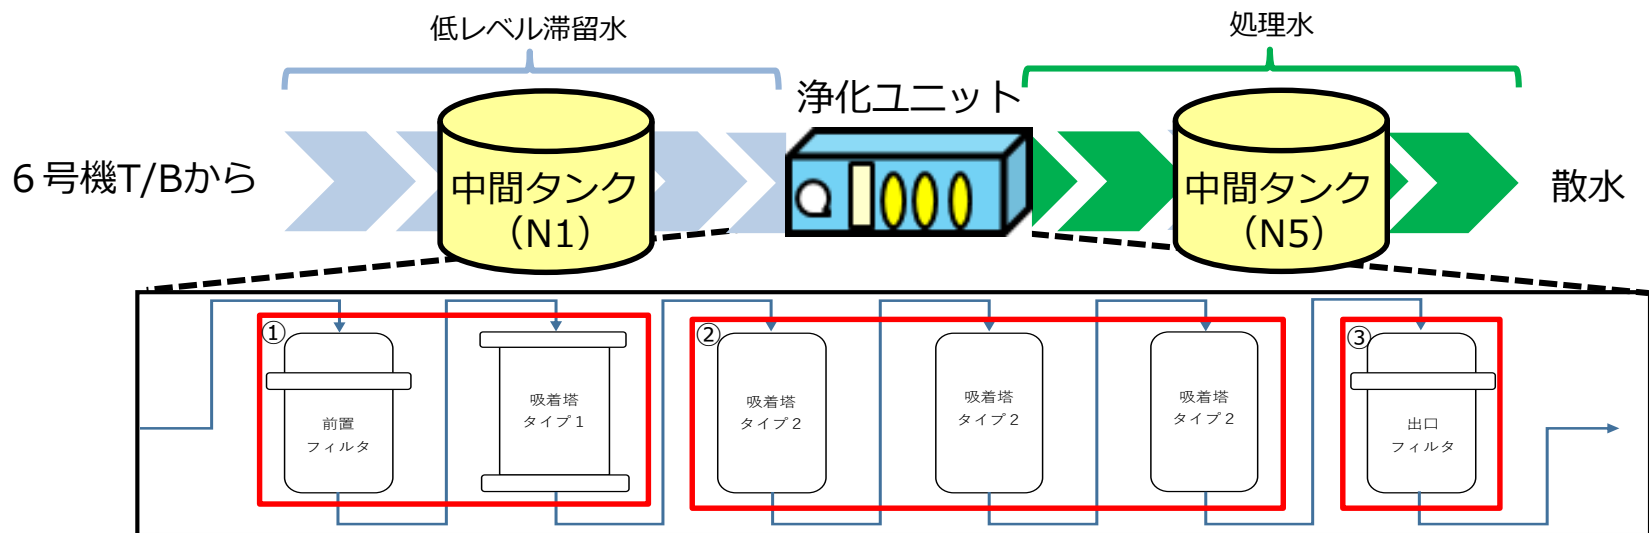 低レベル滞留水
処理水
浄化ユニット
６号機T/Bから
中間タンク
（N1）
中間タンク
（N5）
散水
①
前置
フィルタ
吸着塔
タイプ１
②
吸着塔
タイプ２
吸着塔
タイプ２
吸着塔
タイプ２
③
出口
フィルタ